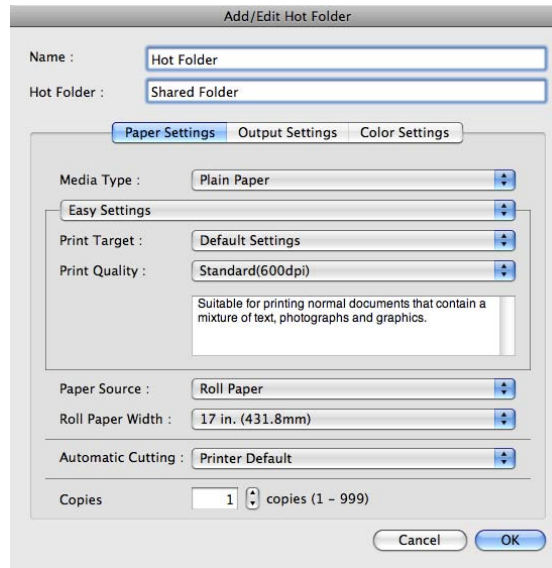 Add/Edit Hot Folder
Name : Hot Folder
Hot Folder : Shared Folder
Paper Settings Output Settings Color Settings
Media Type : Plain Paper
Easy Settings
Print Target : Default Settings
Print Quality : Standard(600dpi)
Suitable for printing normal documents that contain a
mixture of text, photographs and graphics.
Paper Source : Roll Paper
Roll Paper Width : 17 in. (431.8mm)
Automatic Cutting : Printer Default
Copies 1 copies (1 - 999)
Cancel OK